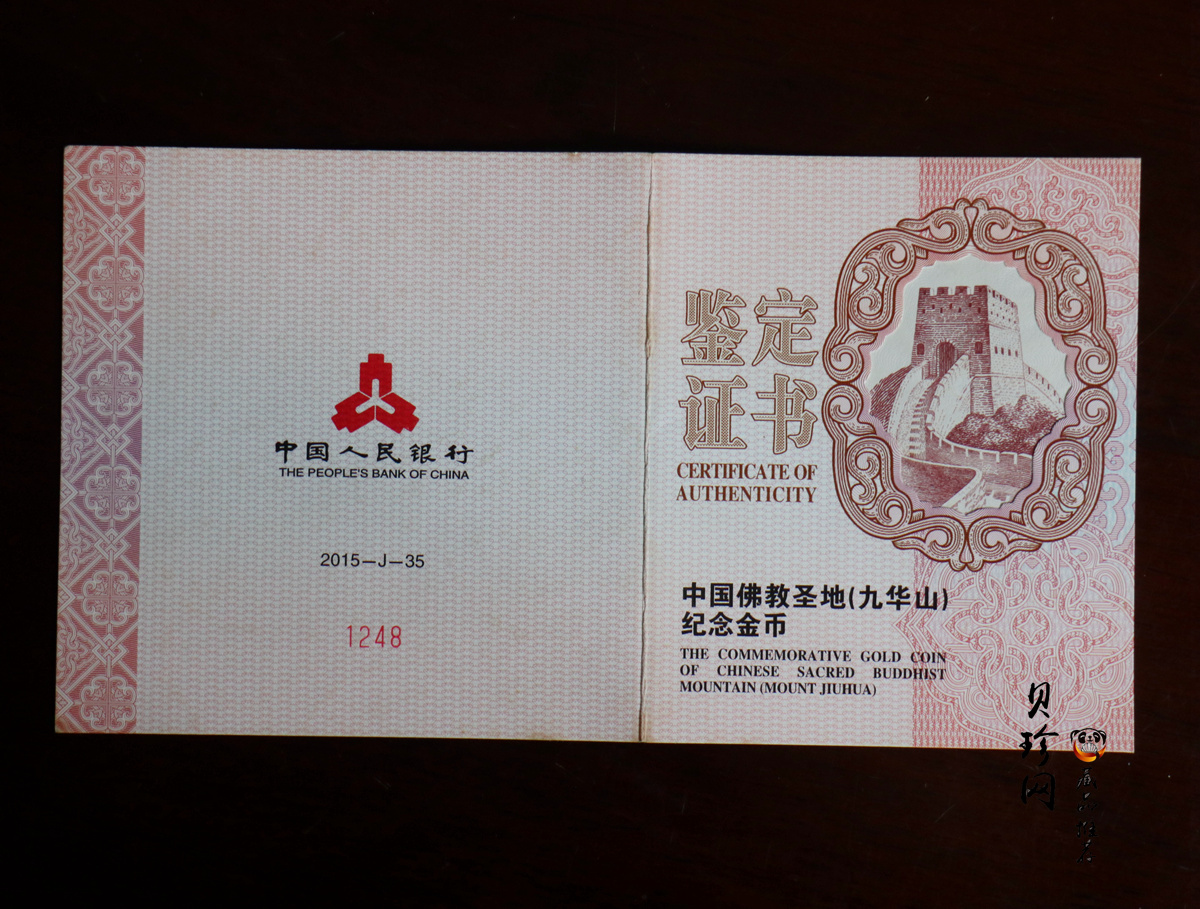 中国人民银行
THE PEOPLE'S BANK OF CHINA
2015—J—35
1248
鉴定
证书
CERTIFICATE OF
AUTHENTICITY
中国佛教圣地(九华山)
纪念金币
THE COMMEMORATIVE GOLD COIN
OF CHINESE SACRED BUDDHIST
MOUNTAIN (MOUNT JIUHUA)
贝珍网